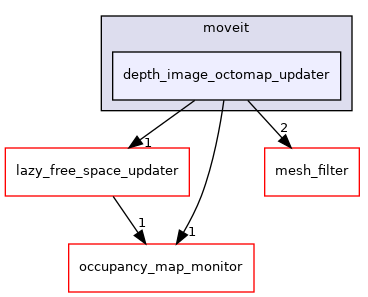 moveit
depth_image_octomap_updater
1
2
lazy_free_space_updater
mesh_filter
1
1
occupancy_map_monitor